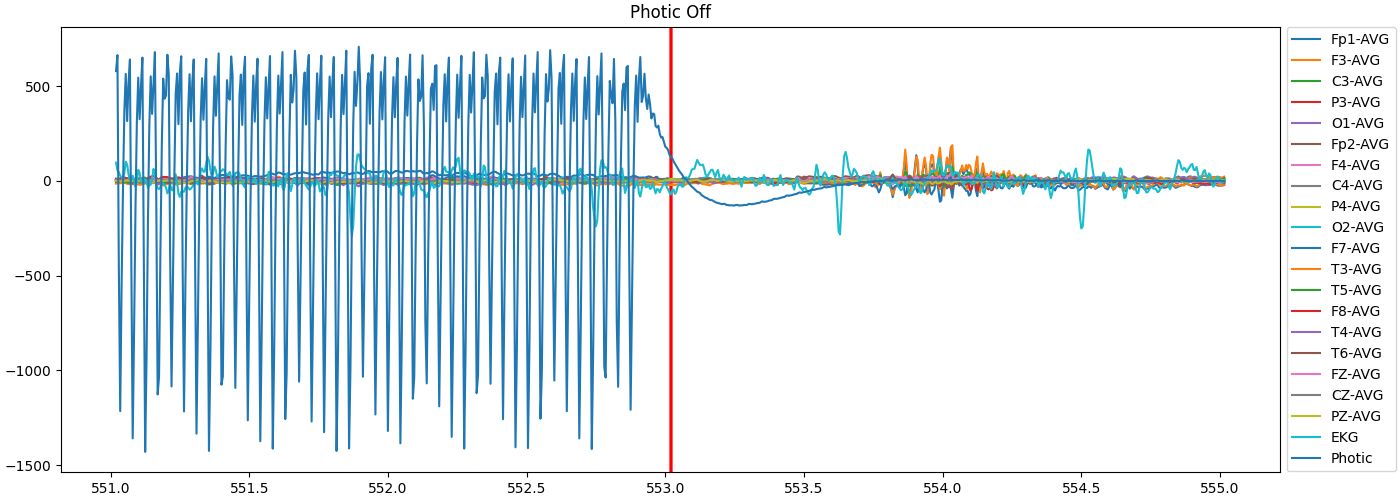 Photic Off
500
0
−500
−1000
−1500
551.0
551.5
552.0
552.5
553.0
553.5
554.0
554.5
555.0
Fp1-AVG
F3-AVG
C3-AVG
P3-AVG
O1-AVG
Fp2-AVG
F4-AVG
C4-AVG
P4-AVG
O2-AVG
F7-AVG
T3-AVG
T5-AVG
F8-AVG
T4-AVG
T6-AVG
FZ-AVG
CZ-AVG
PZ-AVG
EKG
Photic